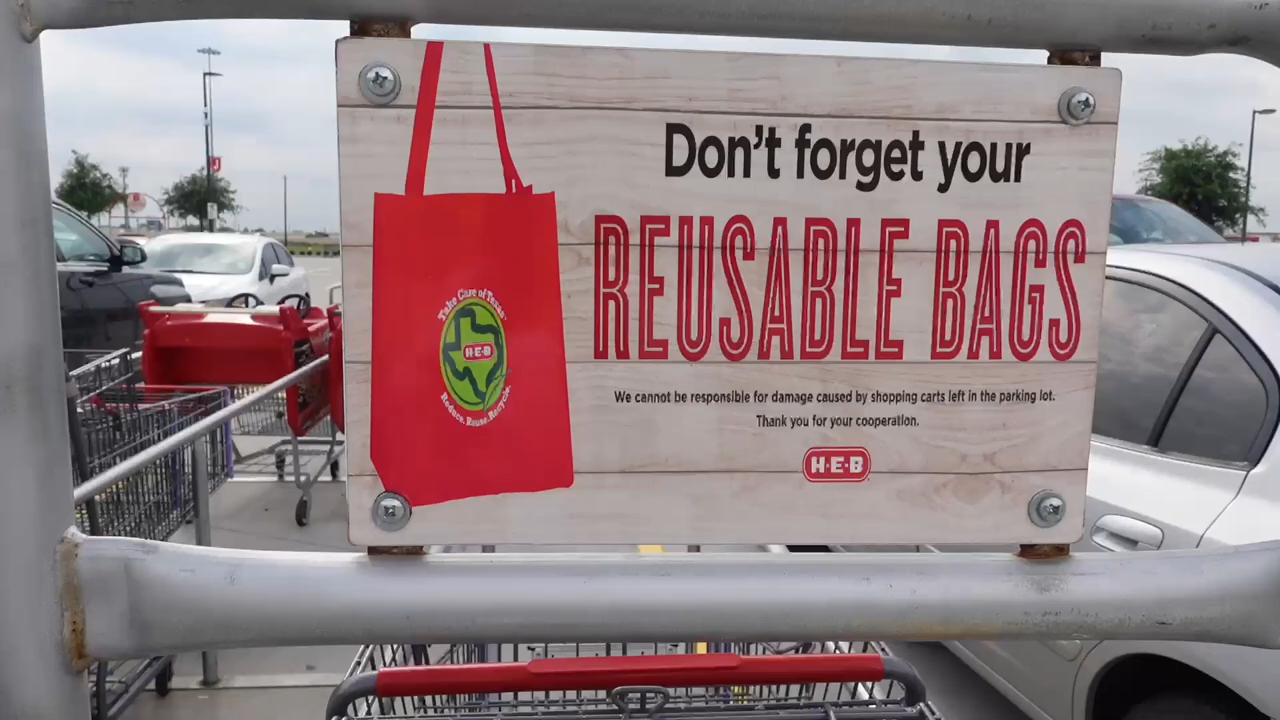 Don't forget your
REUSABLE BAGS
We cannot be responsible for damage caused by shopping carts left in the parking lot.
Thank you for your cooperation.
H-E-B
Take Care of Texas™
H-E-B
Reduce. Reuse. Recycle.
J